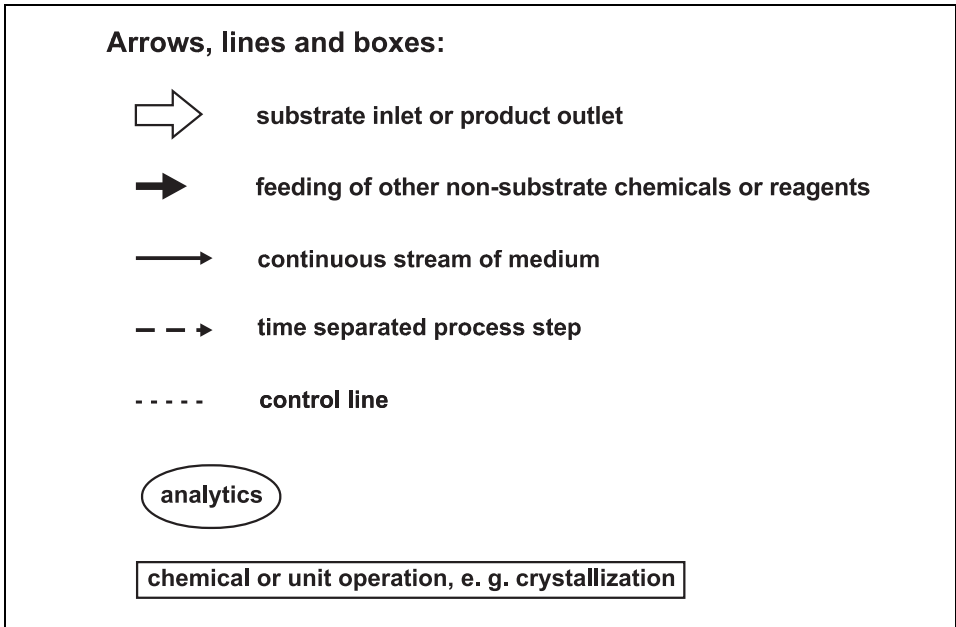 Arrows, lines and boxes:
substrate inlet or product outlet
feeding of other non-substrate chemicals or reagents
continuous stream of medium
time separated process step
control line
analytics
chemical or unit operation, e. g. crystallization